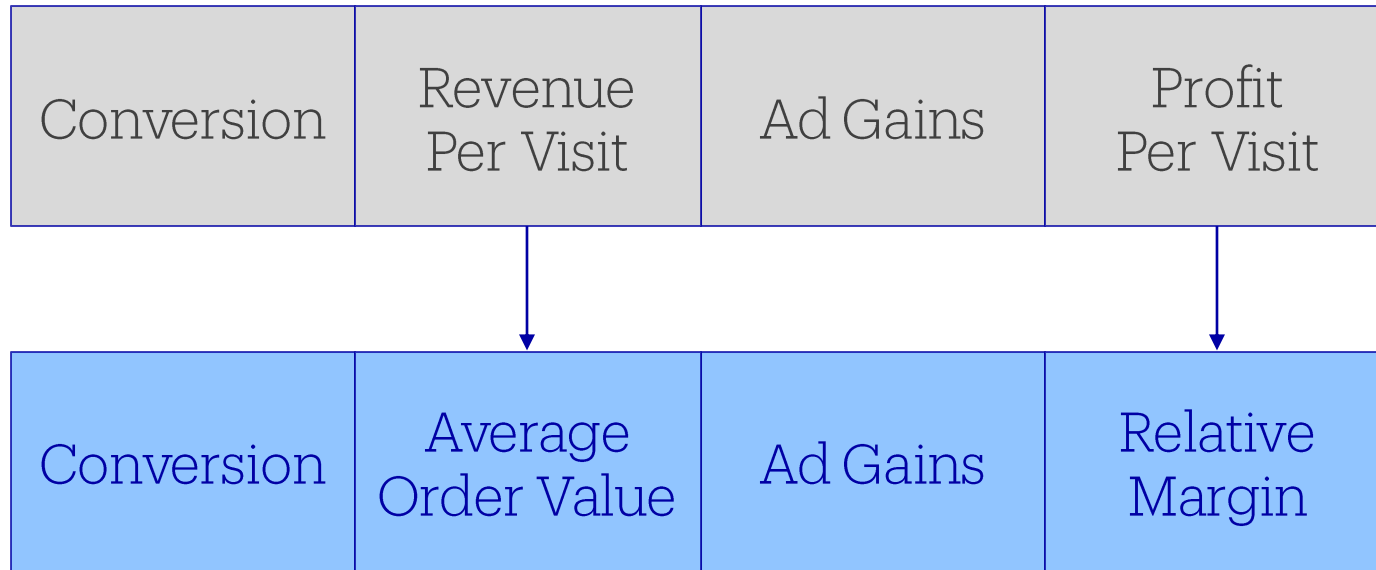 Conversion
Revenue
Per Visit
Ad Gains
Profit
Per Visit
Conversion
Average
Order Value
Ad Gains
Relative
Margin